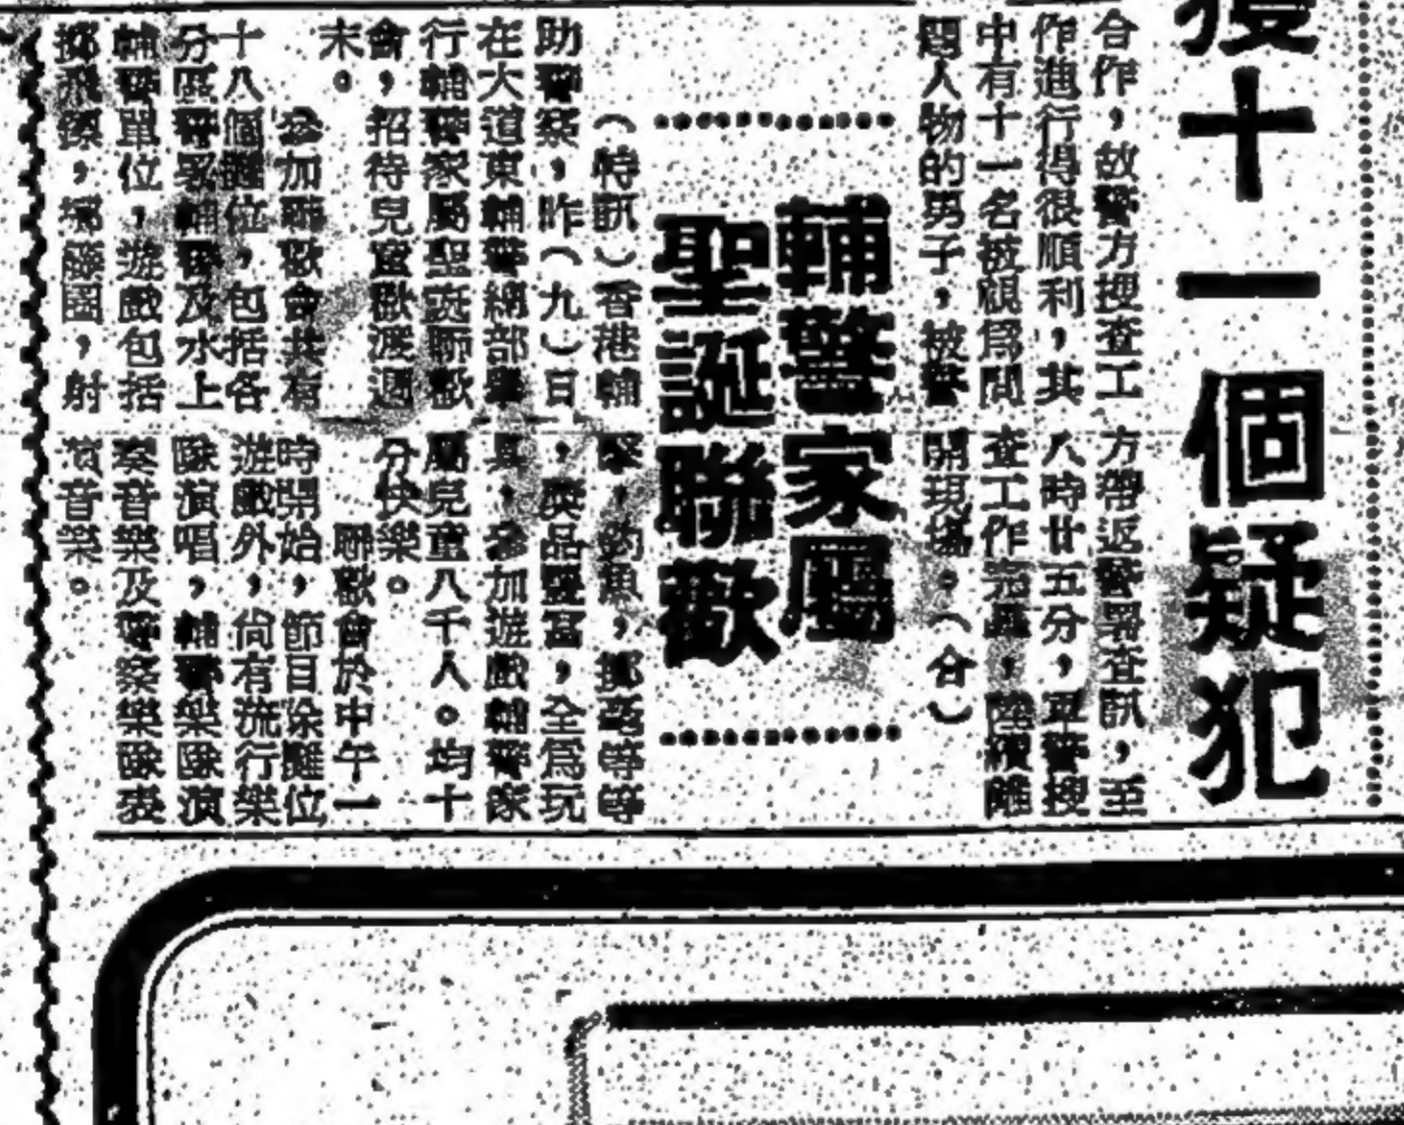 十一個疑犯
合作，故警方搜查工
作進行得很順利，其
中有十一名被視爲問
題人物的男子，被警
方帶返警署查訊，至
八時廿五分，軍警搜
查工作完畢，陸續離
開現場。（合）
輔警家屬
聖誕聯歡
（特訊）香港輔
助警察，昨（九）日
在大道東輔警總部舉
行輔警家屬聖誕聯歡
會，招待兒童歡渡週
末。
參加聯歡會共有
十八個攤位，包括各
分區警署輔警及水上
輔警單位，遊戲包括
擲飛鏢，擲籐圈，射
，釣魚，擲毫等等
，獎品豐富，全爲玩
具，參加遊戲輔警家
屬兒童八千人。均十
分快樂。
聯歡會於中午一
時開始，節目除攤位
遊戲外，尙有流行樂
隊演唱，輔警樂隊演
奏音樂及警察樂隊表
演音樂。